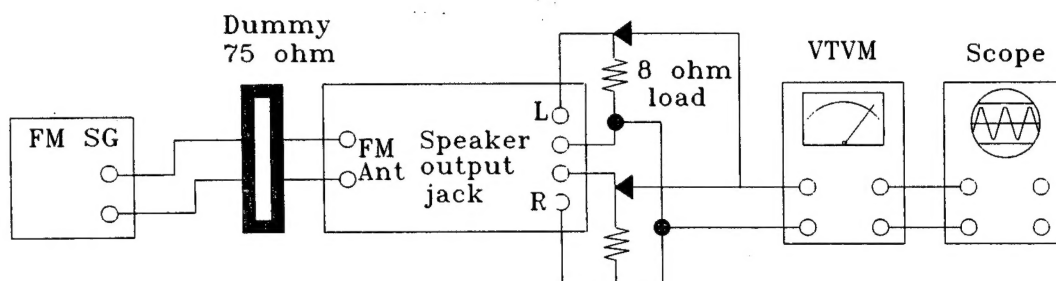 Dummy
75 ohm
FM SG
FM
Ant
Speaker
output
jack
L
R
8 ohm
load
VTVM
Scope